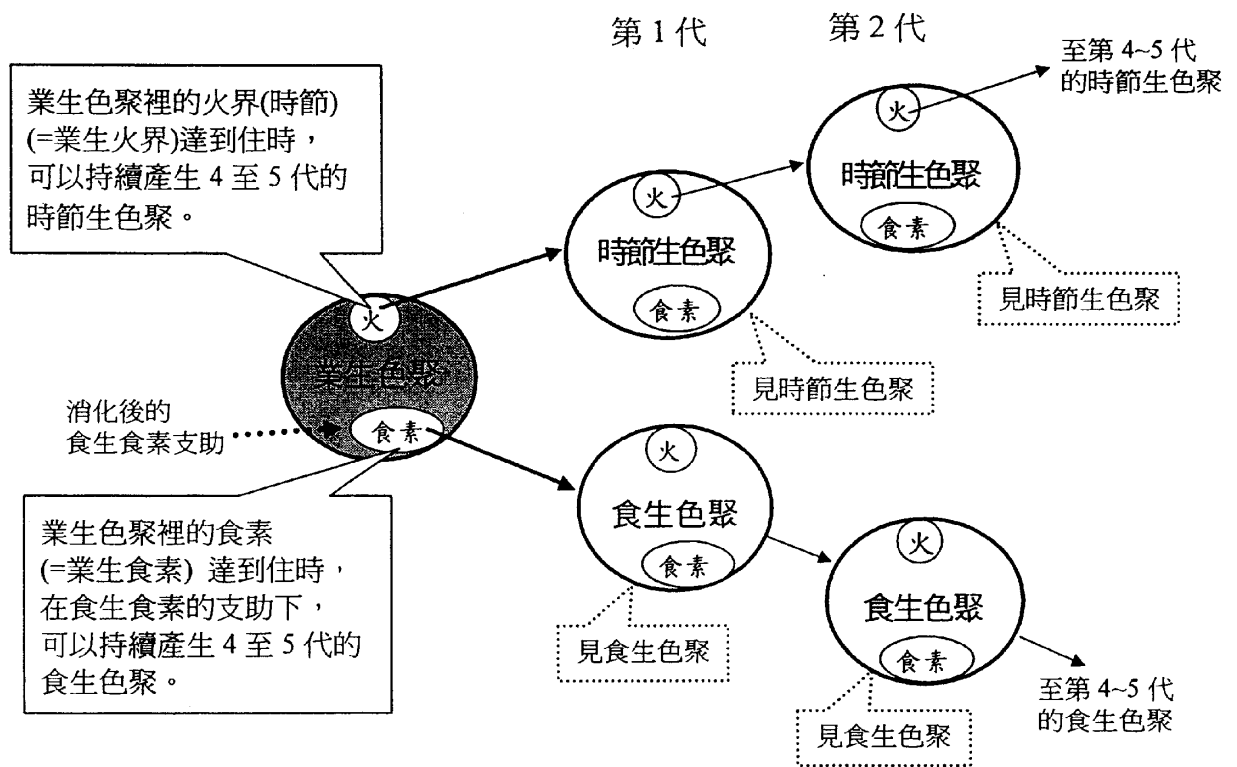 第1代
第2代
至第4~5代
的時節生色聚
業生色聚裡的火界(時節)
(=業生火界)達到住時，
可以持續產生4至5代的
時節生色聚。
火
時節生色聚
食素
見時節生色聚
火
時節生色聚
食素
見時節生色聚
火
業生色聚
食素
消化後的
食生食素支助
業生色聚裡的食素
(=業生食素) 達到住時，
在食生食素的支助下，
可以持續產生4至5代的
食生色聚。
火
食生色聚
食素
見食生色聚
火
食生色聚
食素
見食生色聚
至第4~5代
的食生色聚